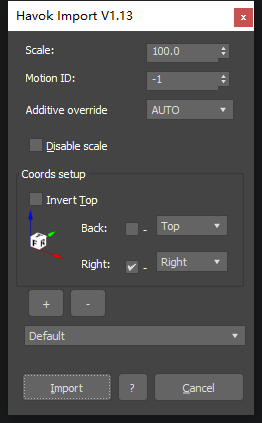 Havok Import V1.13
x
Scale: 100.0
Motion ID: -1
Additive override AUTO
Disable scale
Coords setup
Invert Top
Back: - Top
Right: - Right
+ -
Default
Import ? Cancel